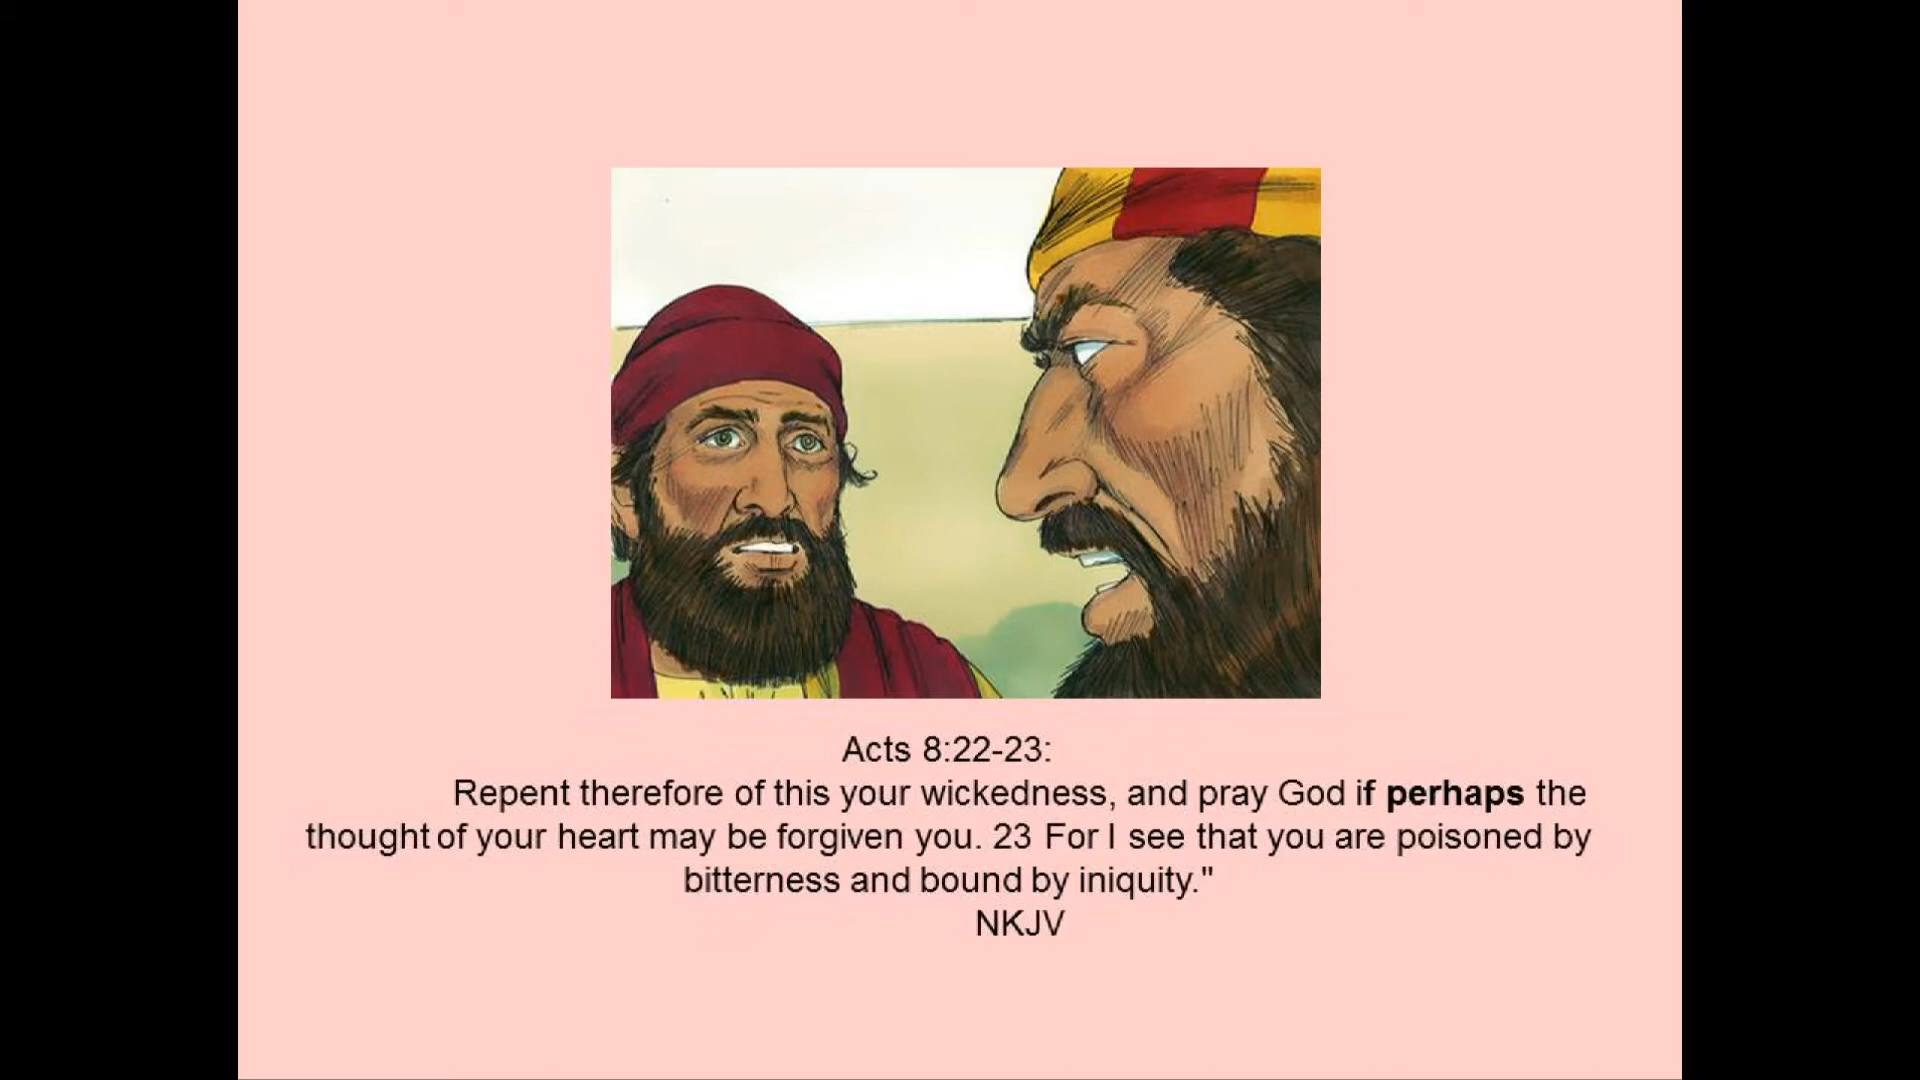 Acts 8:22-23:
Repent therefore of this your wickedness, and pray God if perhaps the
thought of your heart may be forgiven you. 23 For I see that you are poisoned by
bitterness and bound by iniquity."
NKJV